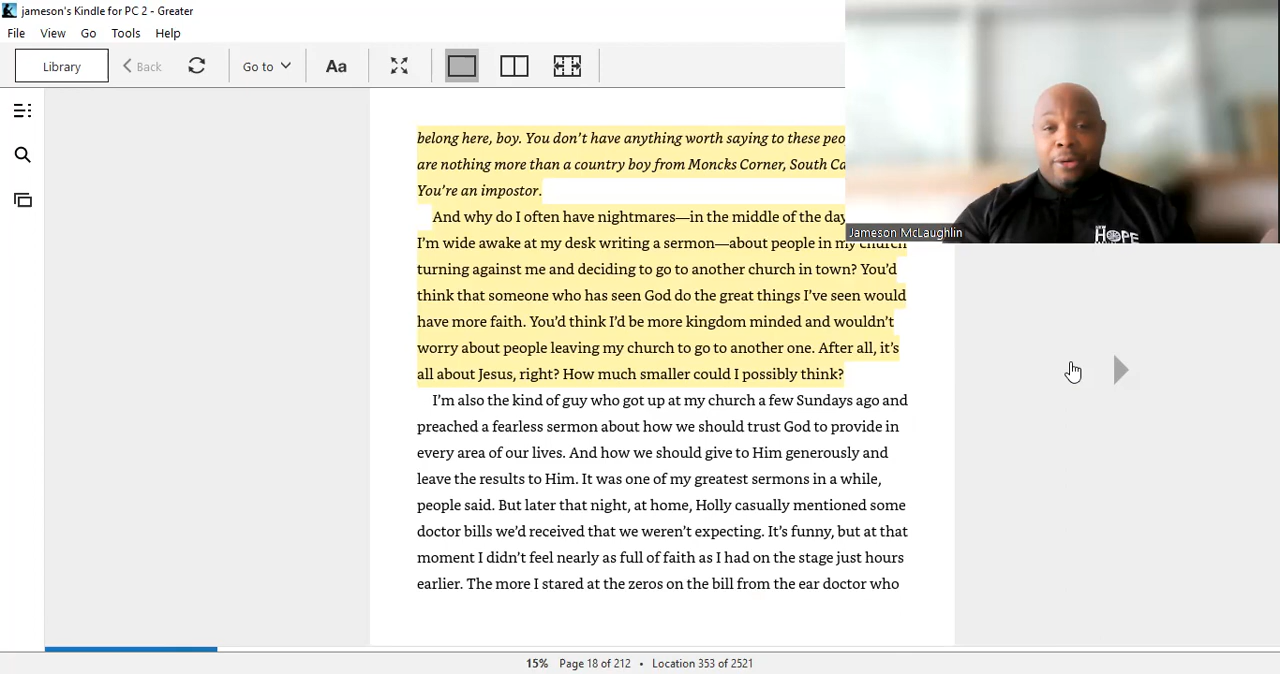 jameson's Kindle for PC 2 - Greater
File View Go Tools Help
Library Back Go to Aa
belong here, boy. You don't have anything worth saying to these
are nothing more than a country boy from Moncks Corner, South
You're an impostor.
And why do I often have nightmares—in the middle of the day
I'm wide awake at my desk writing a sermon—about people in my church
turning against me and deciding to go to another church in town? You'd
think that someone who has seen God do the great things I've seen would
have more faith. You'd think I'd be more kingdom minded and wouldn't
worry about people leaving my church to go to another one. After all, it's
all about Jesus, right? How much smaller could I possibly think?
I'm also the kind of guy who got up at my church a few Sundays ago and
preached a fearless sermon about how we should trust God to provide in
every area of our lives. And how we should give to Him generously and
leave the results to Him. It was one of my greatest sermons in a while,
people said. But later that night, at home, Holly casually mentioned some
doctor bills we'd received that we weren't expecting. It's funny, but at that
moment I didn't feel nearly as full of faith as I had on the stage just hours
earlier. The more I stared at the zeros on the bill from the ear doctor who
HOPE
Jameson McLaughlin
15% Page 18 of 212 • Location 353 of 2521